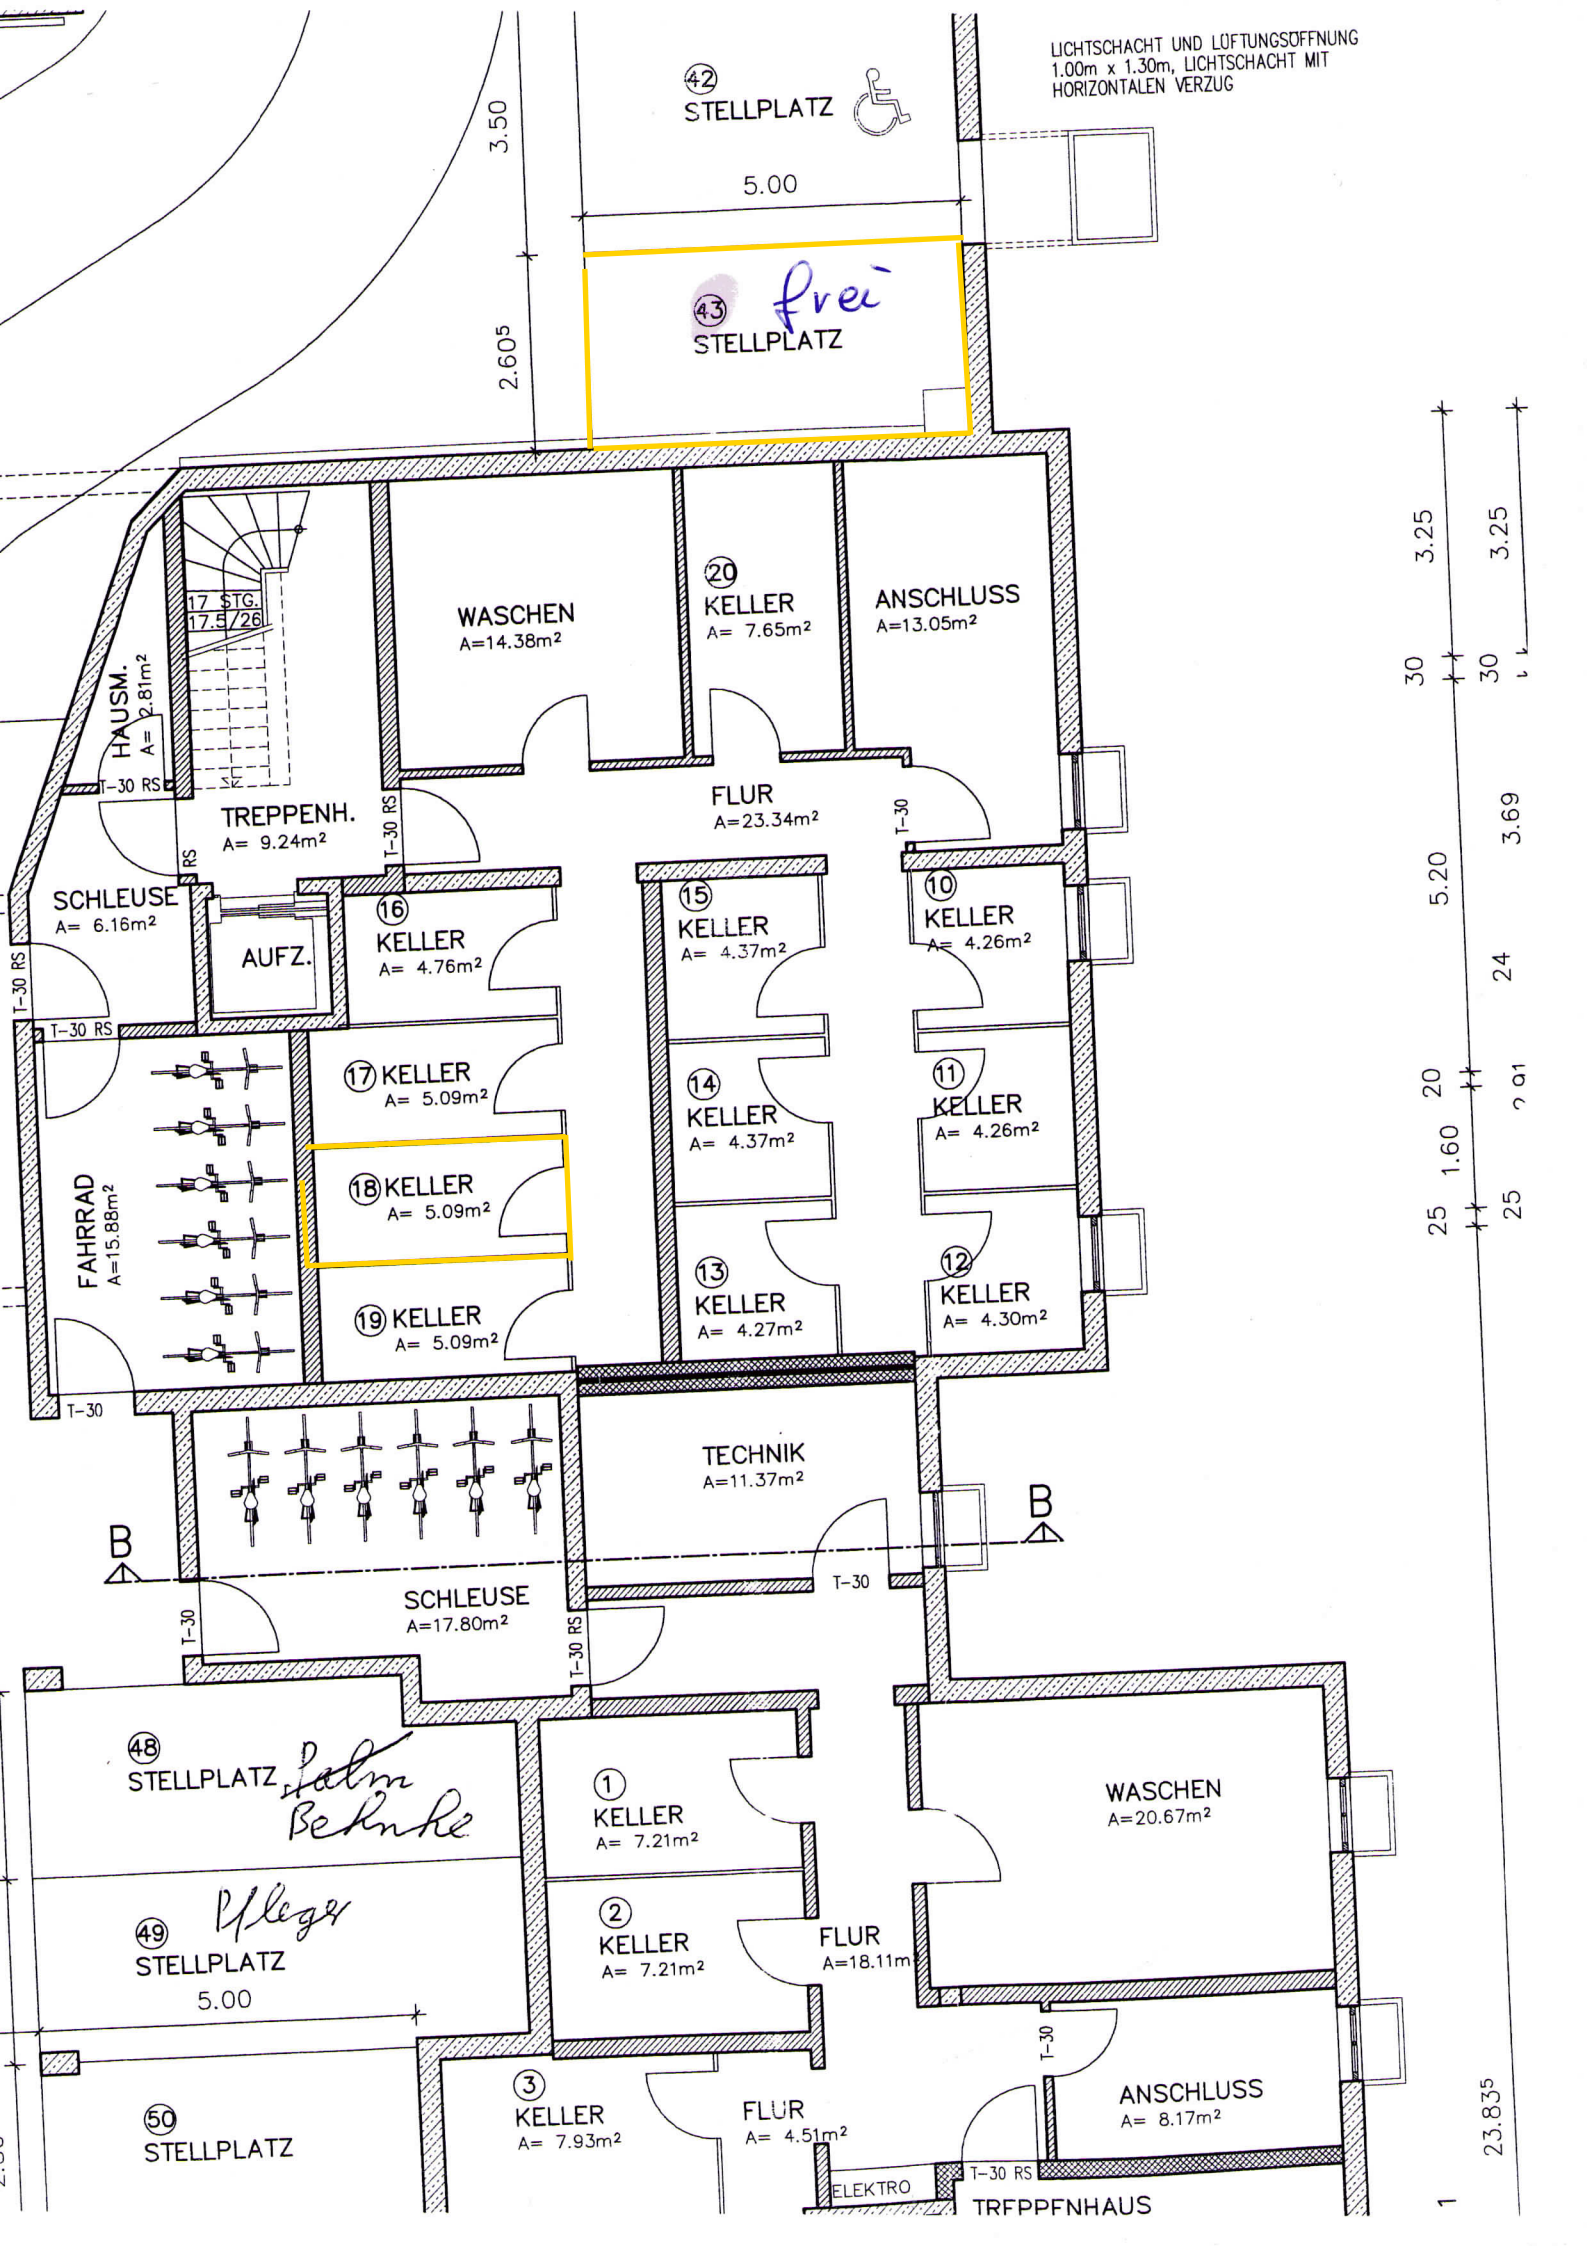 LICHTSCHACHT UND LÜFTUNGSÖFFNUNG
1.00m x 1.30m, LICHTSCHACHT MIT
HORIZONTALEN VERZUG
42
STELLPLATZ
3.50
5.00
43 frei
STELLPLATZ
2.60⁵
3.25
3.25
30
30
5.20
3.69
24
20
2 91
1.60
25
25
23.835
1
17 STG.
17.5/26
HAUSM.
A= 2.81m²
T-30 RS
WASCHEN
A=14.38m²
20
KELLER
A= 7.65m²
ANSCHLUSS
A=13.05m²
TREPPENH.
A= 9.24m²
T-30 RS
FLUR
A=23.34m²
T-30
RS
SCHLEUSE
A= 6.16m²
T-30 RS
T-30 RS
AUFZ.
16
KELLER
A= 4.76m²
15
KELLER
A= 4.37m²
10
KELLER
A= 4.26m²
17 KELLER
A= 5.09m²
14
KELLER
A= 4.37m²
11
KELLER
A= 4.26m²
FAHRRAD
A=15.88m²
18 KELLER
A= 5.09m²
13
KELLER
A= 4.27m²
12
KELLER
A= 4.30m²
19 KELLER
A= 5.09m²
T-30
TECHNIK
A=11.37m²
B
B
T-30
SCHLEUSE
A=17.80m²
T-30
T-30 RS
48
STELLPLATZ
Behnke
1
KELLER
A= 7.21m²
WASCHEN
A=20.67m²
49 Pfleger
STELLPLATZ
5.00
2
KELLER
A= 7.21m²
FLUR
A=18.11m
T-30
50
STELLPLATZ
3
KELLER
A= 7.93m²
FLUR
A= 4.51m²
ANSCHLUSS
A= 8.17m²
T-30 RS
ELEKTRO
TREPPENHAUS